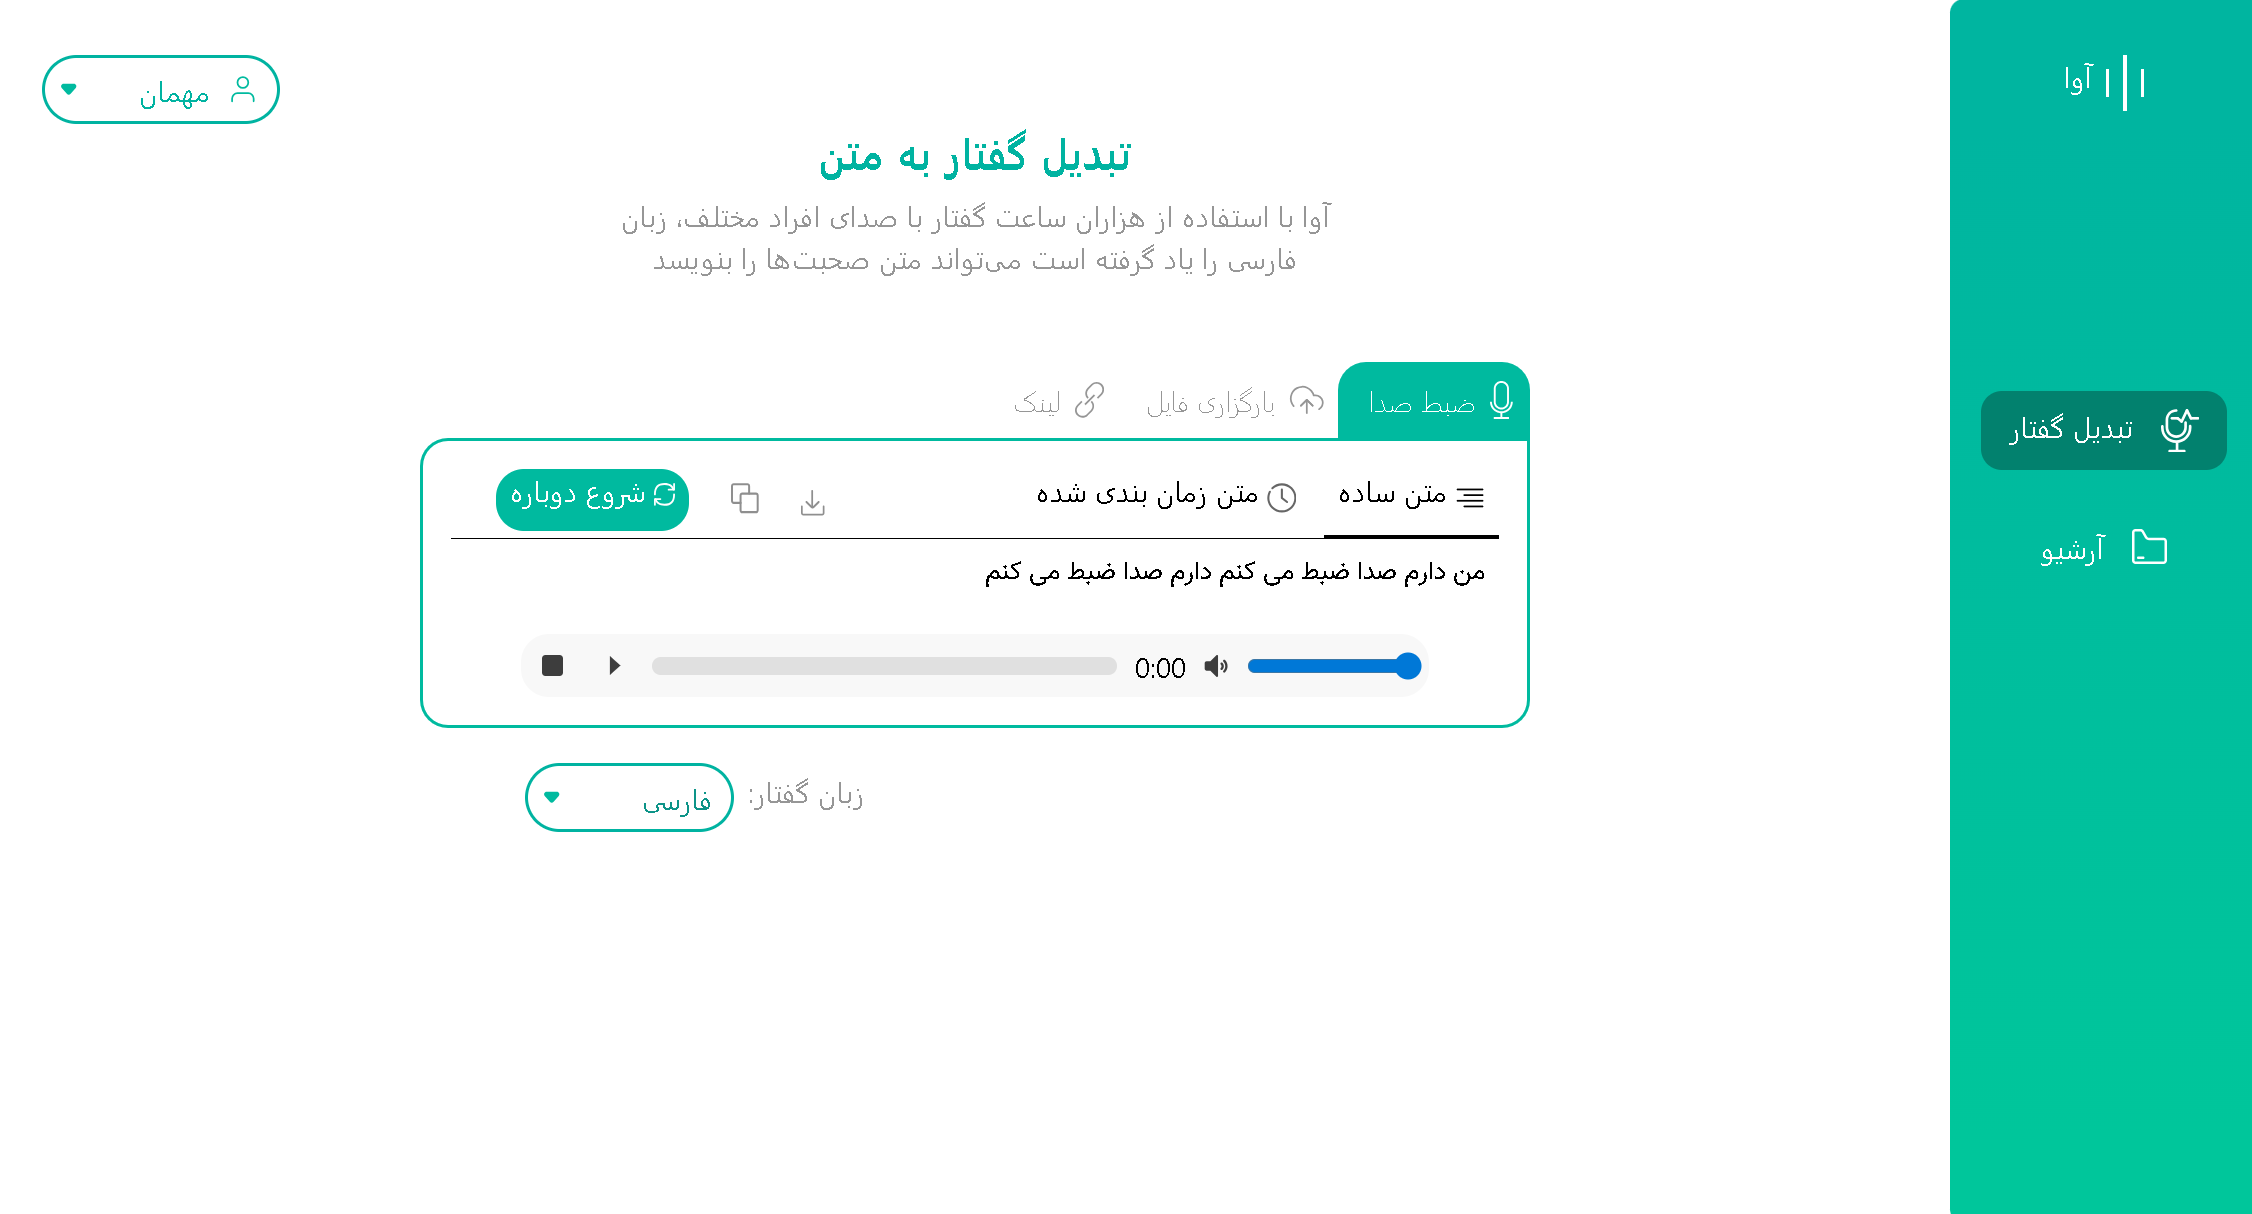 آوا
مهمان
تبدیل گفتار به متن
آوا با استفاده از هزاران ساعت گفتار با صدای افراد مختلف، زبان
فارسی را یاد گرفته است می‌تواند متن صحبت‌ها را بنویسد
ضبط صدا
بارگزاری فایل
لینک
تبدیل گفتار
آرشیو
متن ساده
متن زمان بندی شده
شروع دوباره
من دارم صدا ضبط می کنم دارم صدا ضبط می کنم
0:00
زبان گفتار:
فارسی